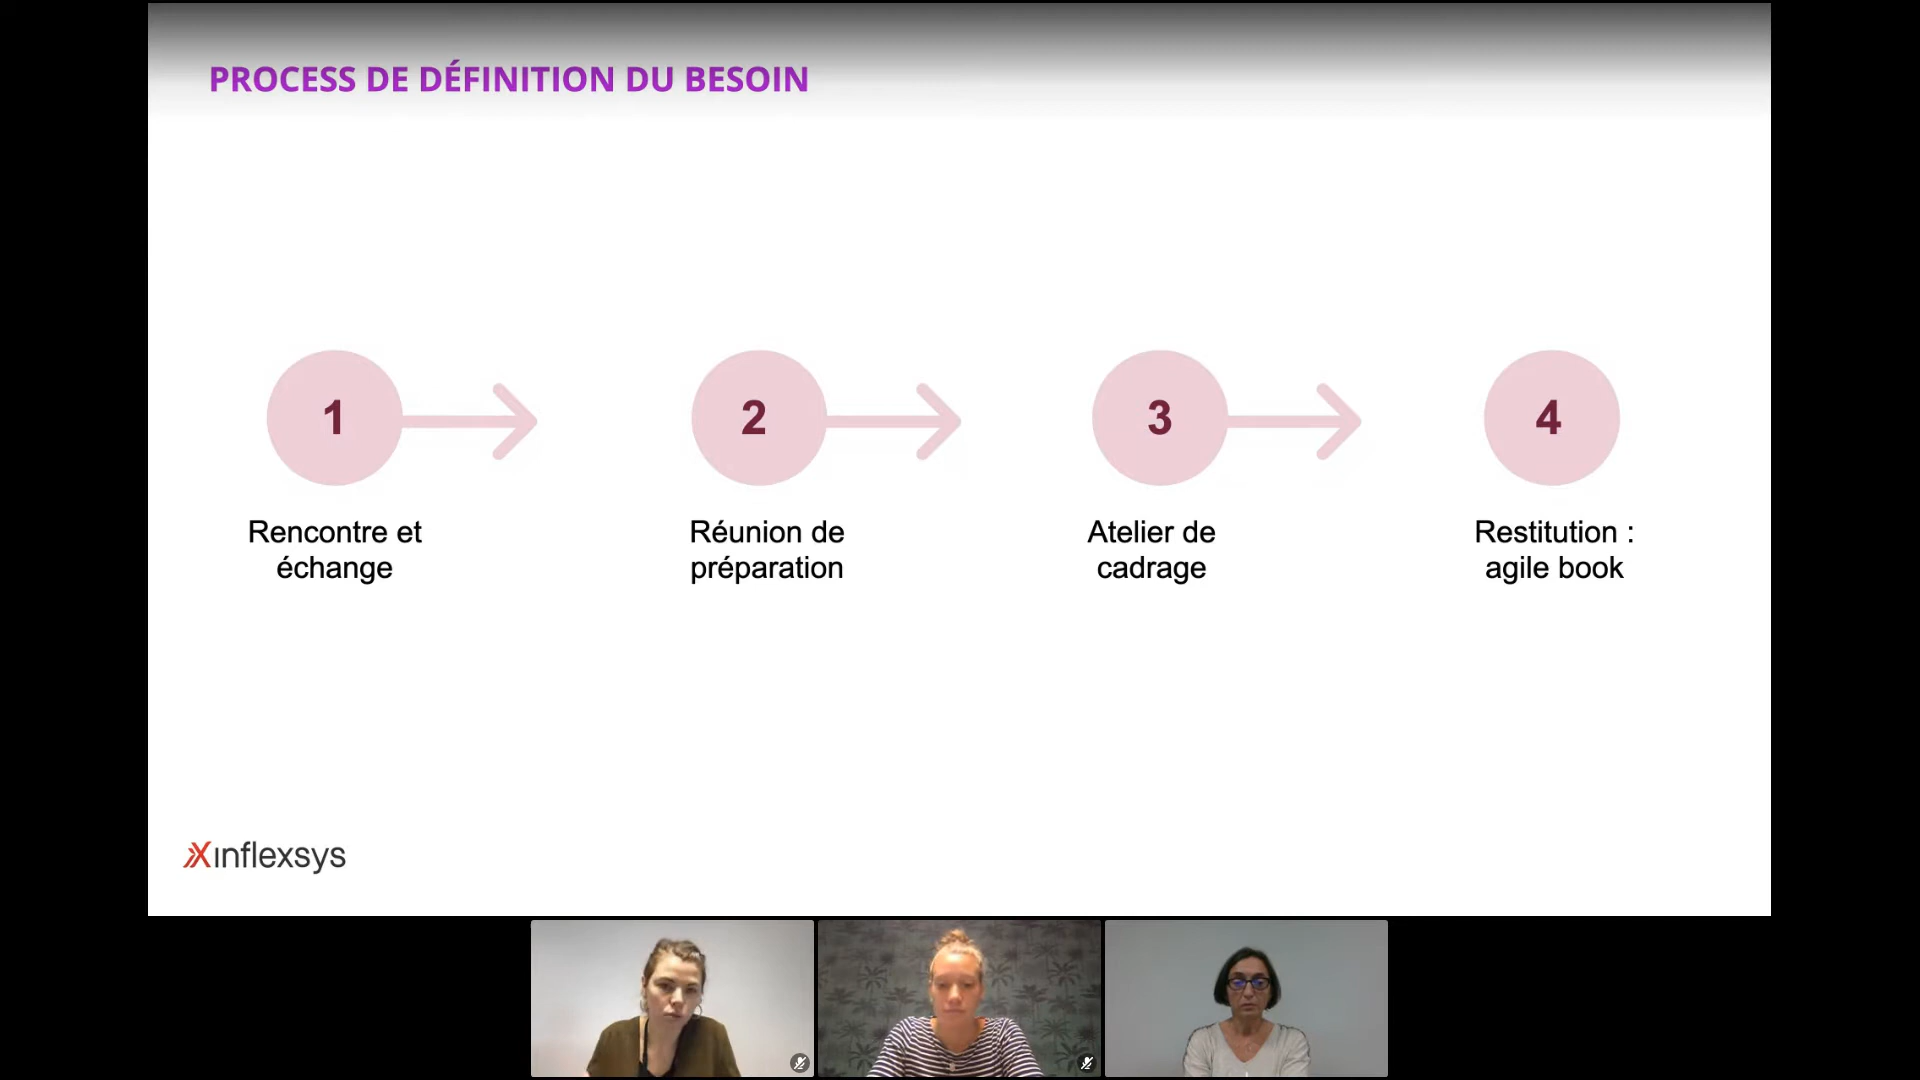 PROCESS DE DÉFINITION DU BESOIN
1
2
3
4
Rencontre et
échange
Réunion de
préparation
Atelier de
cadrage
Restitution :
agile book
inflexsys